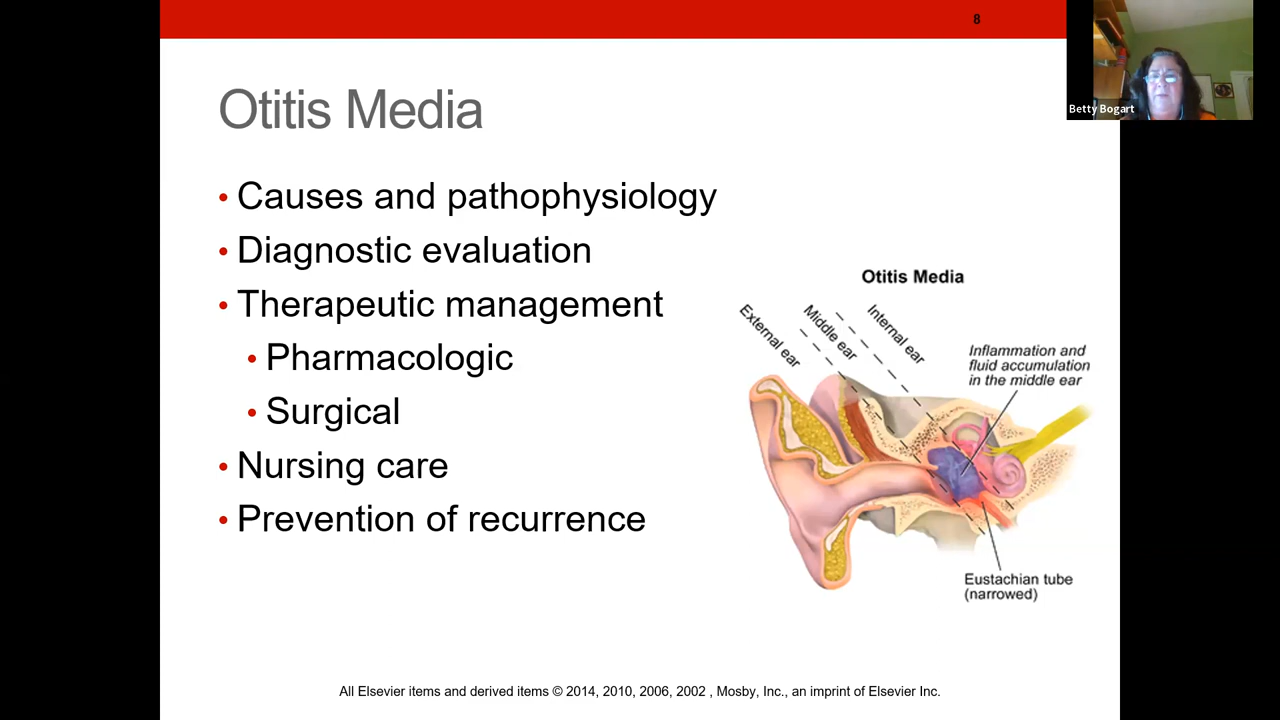 8
Betty Bogart
Otitis Media
• Causes and pathophysiology
• Diagnostic evaluation
• Therapeutic management
• Pharmacologic
• Surgical
• Nursing care
• Prevention of recurrence
Otitis Media
External ear
Middle ear
Internal ear
Inflammation and
fluid accumulation
in the middle ear
Eustachian tube
(narrowed)
All Elsevier items and derived items © 2014, 2010, 2006, 2002 , Mosby, Inc., an imprint of Elsevier Inc.